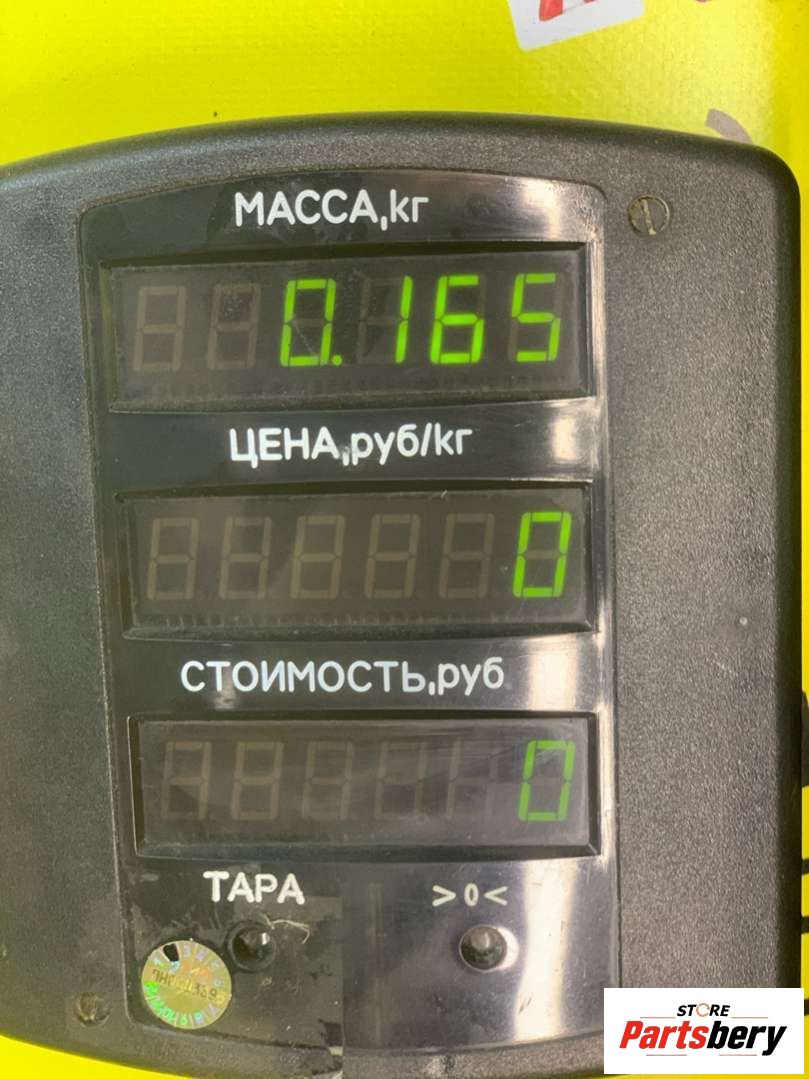 МАССА,кг
0.165
ЦЕНА,руб/кг
0
СТОИМОСТЬ,руб
0
ТАРА >0<
STORE
Partsbery